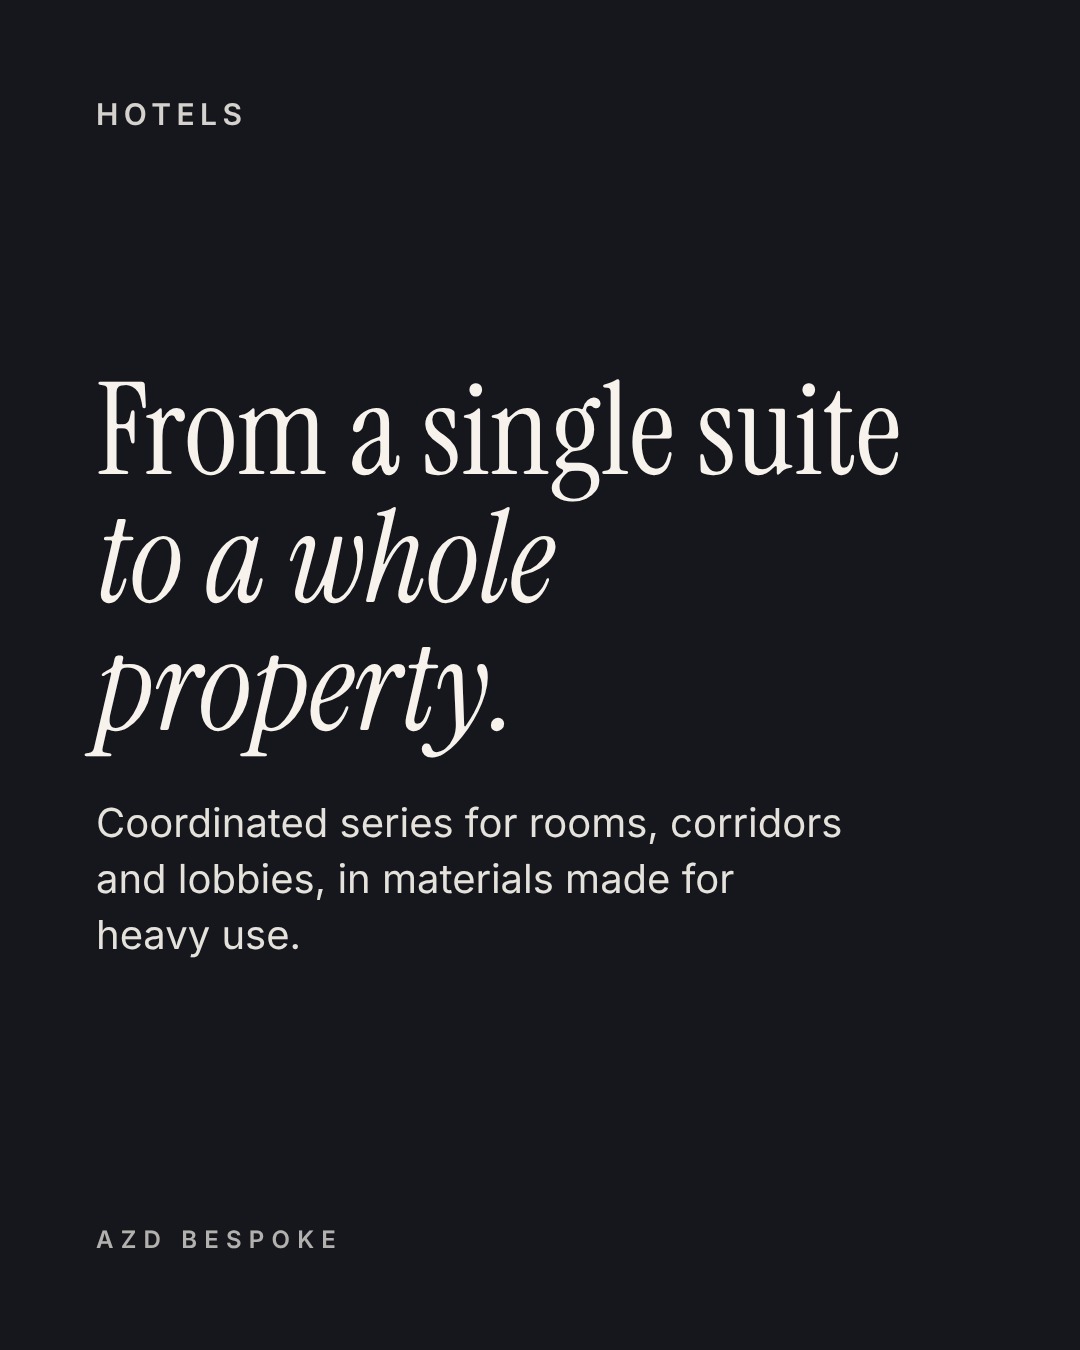 HOTELS
From a single suite
to a whole
property.
Coordinated series for rooms, corridors
and lobbies, in materials made for
heavy use.
AZD BESPOKE